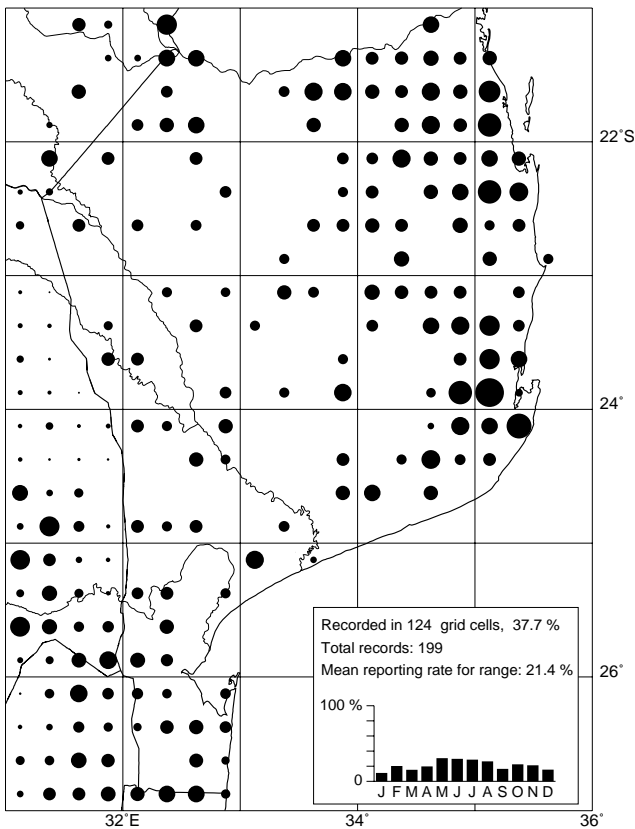 22°S
24°
Recorded in 124 grid cells, 37.7 %
Total records: 199
Mean reporting rate for range: 21.4 %
26°
100 %
0
J F M A M J J A S O N D
32°E
34°
36°